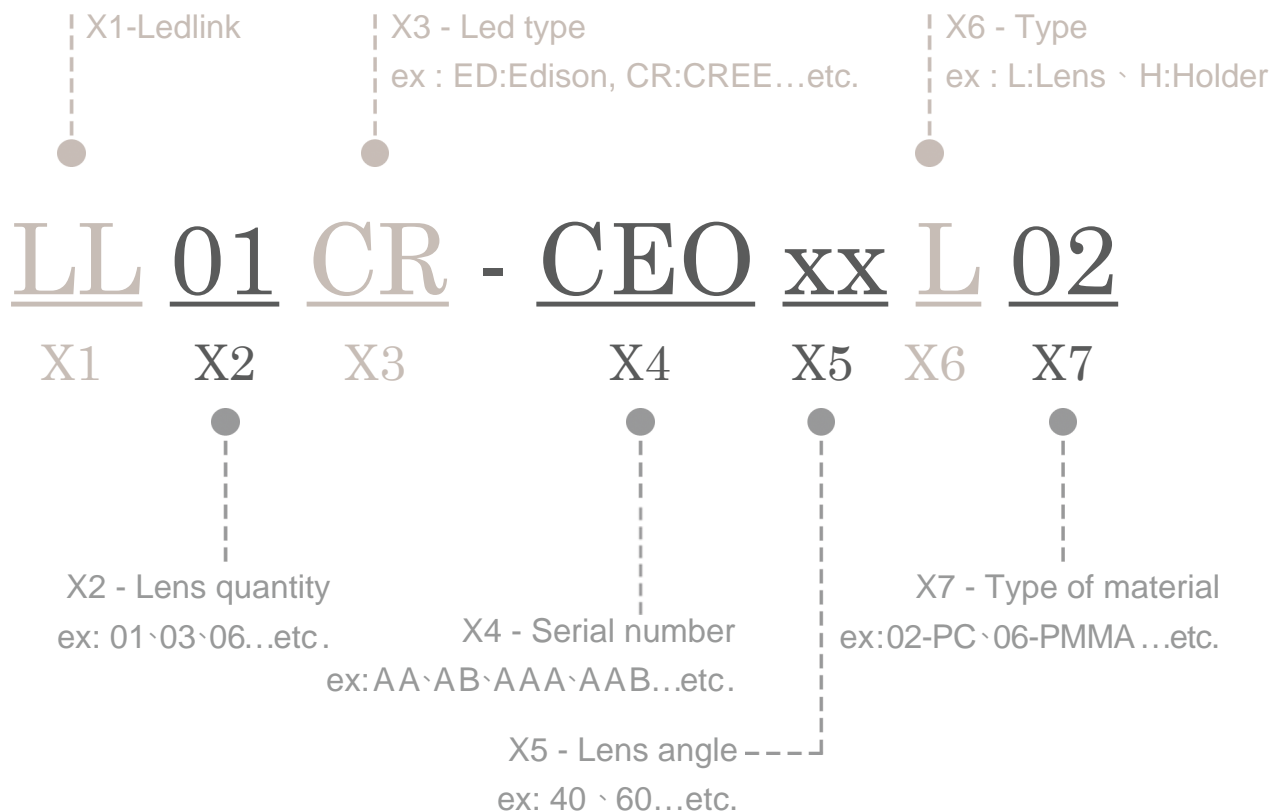 X1-Ledlink
X3 - Led type
ex : ED:Edison, CR:CREE…etc.
X6 - Type
ex : L:Lens、H:Holder
LL 01 CR - CEO xx L 02
X1 X2 X3 X4 X5 X6 X7
X2 - Lens quantity
ex: 01、03、06…etc.
X4 - Serial number
ex:AA、AB、AAA、AAB…etc.
X7 - Type of material
ex:02-PC、06-PMMA…etc.
X5 - Lens angle
ex: 40 、60…etc.